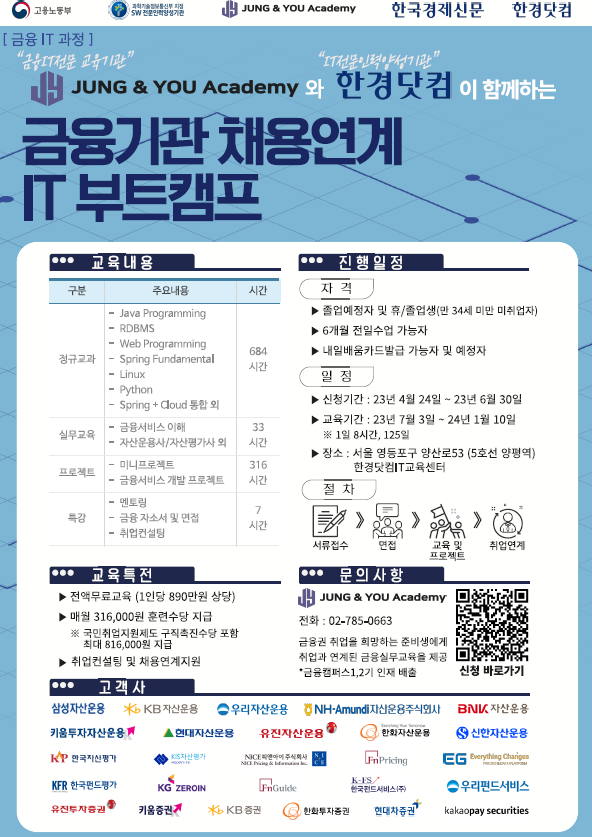 고용노동부
과학기술정보통신부 지정
SW 전문인력양성기관
JUNG & YOU Academy
한국경제신문
한경닷컴
[ 금융 IT 과정 ]
"금융IT전문 교육기관"
"IT전문인력양성기관"
JUNG & YOU Academy 와 한경닷컴 이 함께하는
금융기관 채용연계
IT 부트캠프
교육내용
구분 주요내용 시간
정규교과
- Java Programming
- RDBMS
- Web Programming
- Spring Fundamental
- Linux
- Python
- Spring + Cloud 통합 외
684
시간
실무교육
- 금융서비스 이해
- 자산운용사/자산평가사 외
33
시간
프로젝트
- 미니프로젝트
- 금융서비스 개발 프로젝트
316
시간
특강
- 멘토링
- 금융 자소서 및 면접
- 취업컨설팅
7
시간
진행일정
자 격
▶ 졸업예정자 및 휴/졸업생(만 34세 미만 미취업자)
▶ 6개월 전일수업 가능자
▶ 내일배움카드발급 가능자 및 예정자
일 정
▶ 신청기간 : 23년 4월 24일 ~ 23년 6월 30일
▶ 교육기간 : 23년 7월 3일 ~ 24년 1월 10일
※ 1일 8시간, 125일
▶ 장소 : 서울 영등포구 양산로53 (5호선 양평역)
한경닷컴IT교육센터
절 차
서류접수 》 면접 》 교육 및 》 취업연계
프로젝트
교육특전
▶ 전액무료교육 (1인당 890만원 상당)
▶ 매월 316,000원 훈련수당 지급
※ 국민취업지원제도 구직촉진수당 포함
최대 816,000원 지급
▶ 취업컨설팅 및 채용연계지원
문의사항
JUNG & YOU Academy
전화 : 02-785-0663
금융권 취업을 희망하는 준비생에게
취업과 연계된 금융실무교육을 제공
*금융캠퍼스1,2기 인재 배출
신청 바로가기
고객사
삼성자산운용 KB자산운용 우리자산운용 NH-Amundi자산운용주식회사 BNK 자산운용
키움투자자산운용 현대자산운용 유진자산운용 한화자산운용 신한자산운용
KAP 한국자산평가 KIS자산평가 NICE피앤아이 주식회사 NICE FnPricing EG Everything Changes
NICE Pricing & Information Inc.
KFR 한국펀드평가 KG ZEROIN FnGuide K-FS 한국펀드서비스(주) 우리펀드서비스
유진투자증권 키움증권 KB증권 한화투자증권 현대차증권 kakaopay securities